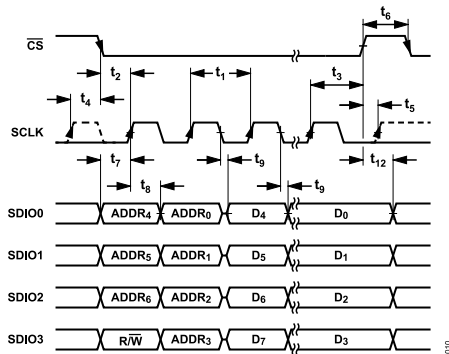 t6
CS
t2
t1
t3
t4
t5
SCLK
t7
t9
t12
t8
t9
SDIO0 ADDR4 ADDR0 D4 D0
SDIO1 ADDR5 ADDR1 D5 D1
SDIO2 ADDR6 ADDR2 D6 D2
SDIO3 R/W ADDR3 D7 D3
010